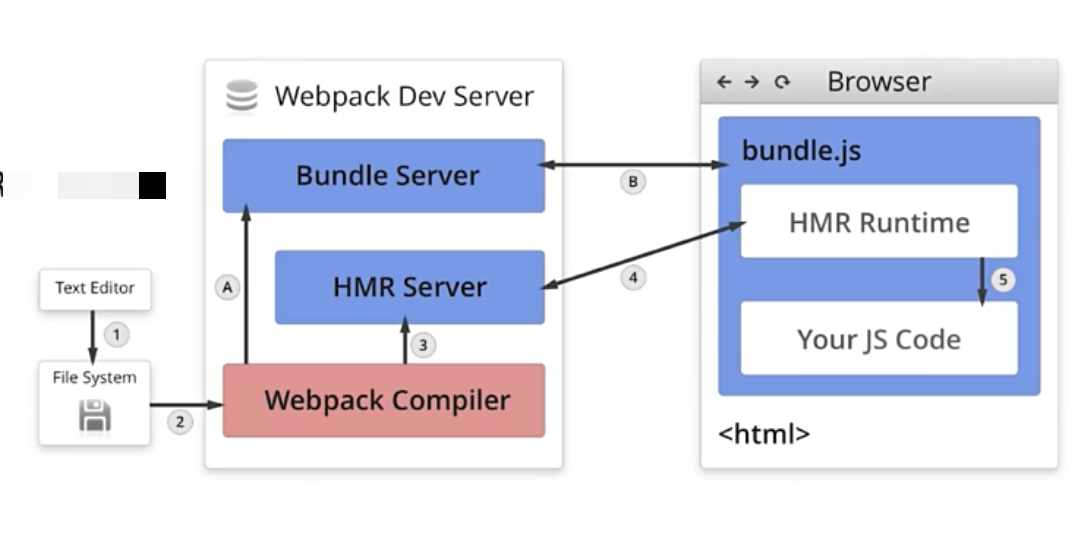 Webpack Dev Server
Browser
Bundle Server
bundle.js
B
HMR Runtime
Text Editor
A
HMR Server
4
5
1
3
Your JS Code
File System
Webpack Compiler
2
<html>